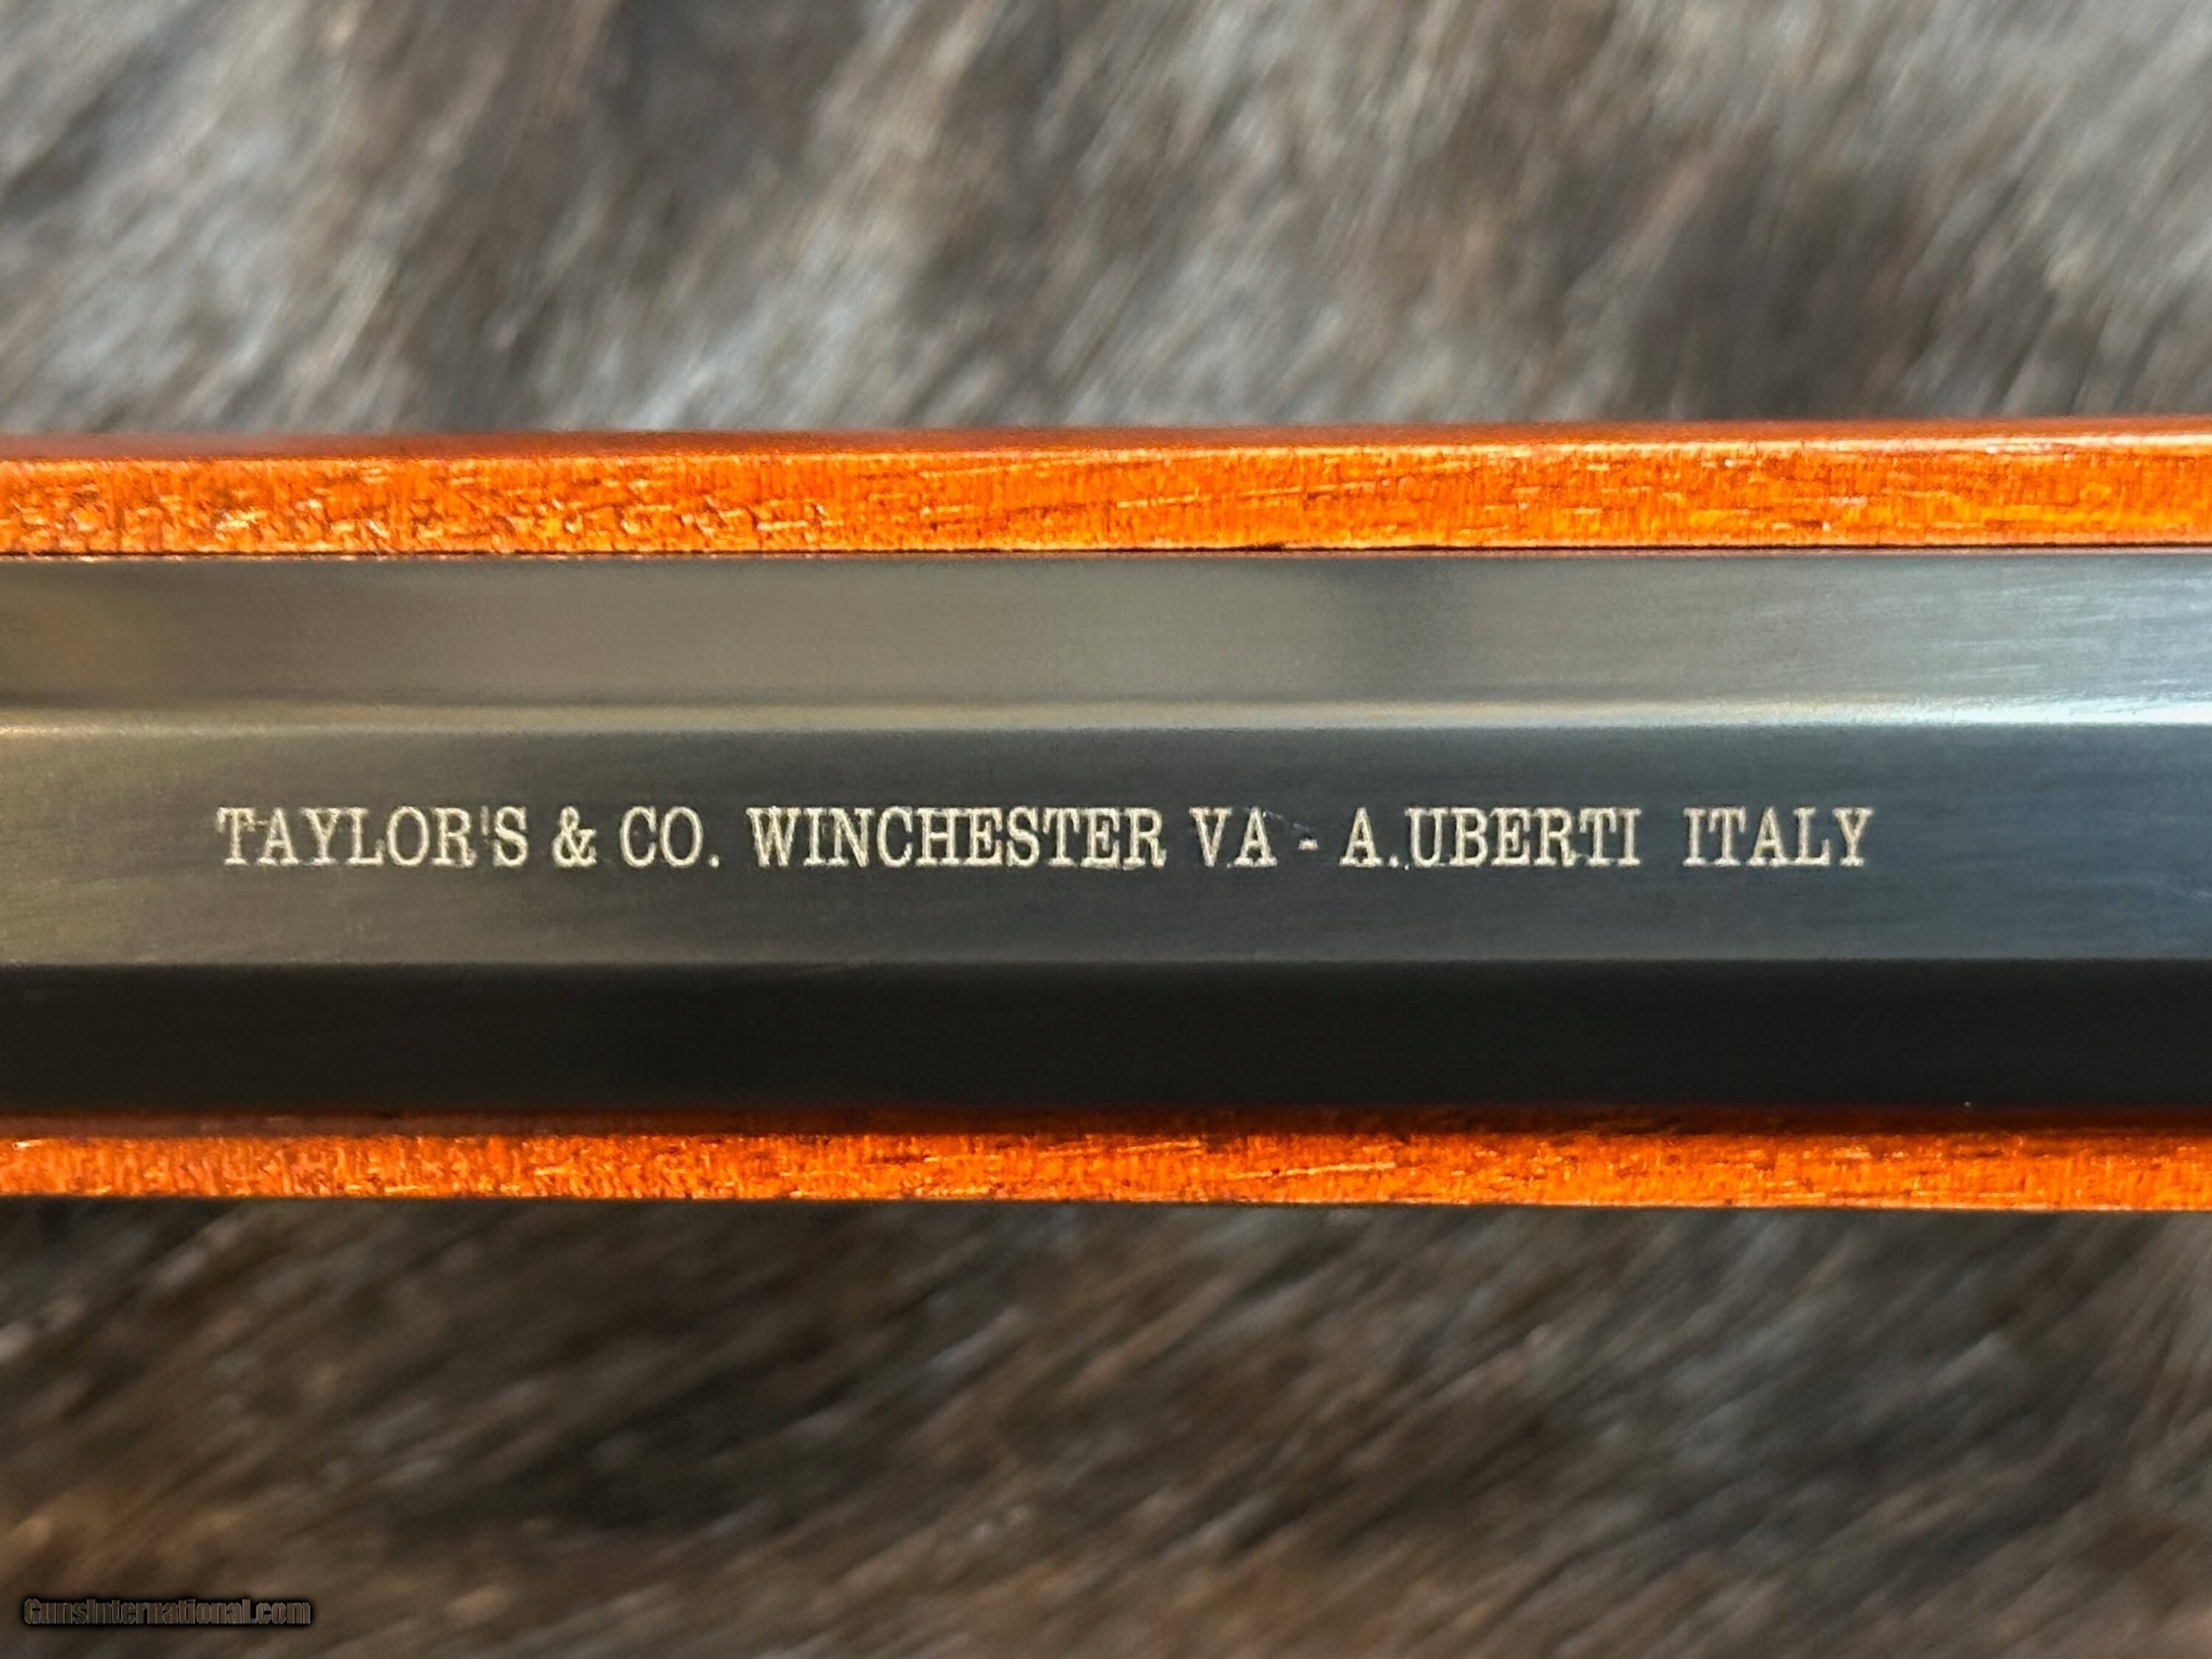 TAYLOR'S & CO. WINCHESTER VA - A.UBERTI ITALY
GunsInternational.com